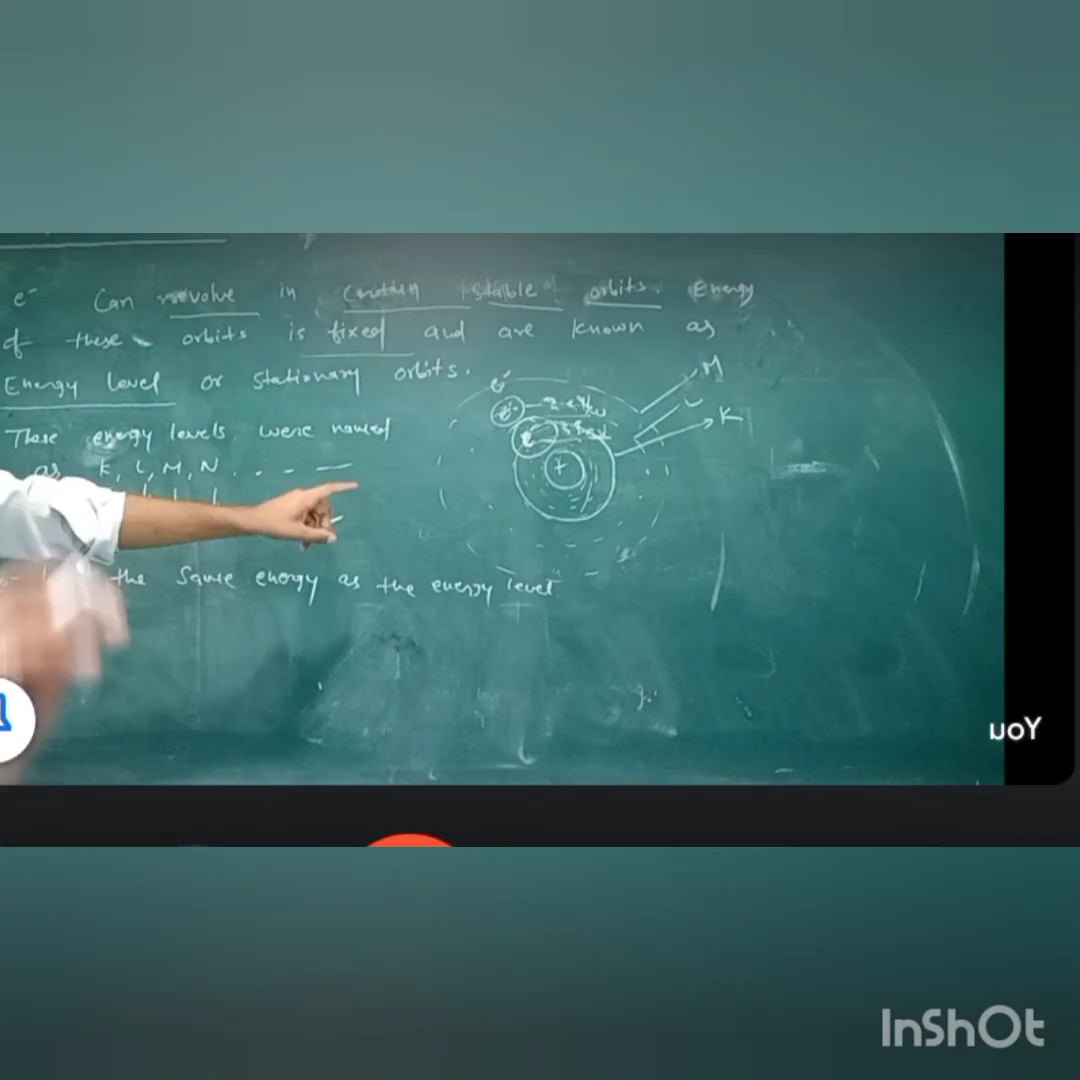 e⁻ Can revolve in certain stable orbits. Energy
of these orbits is fixed and are known as
Energy level or stationary orbits.
These energy levels were named
as K, L, M, N . . - —
the same energy as the energy level
e⁻
M
e⁻
L
K
e
+
You
InShOt